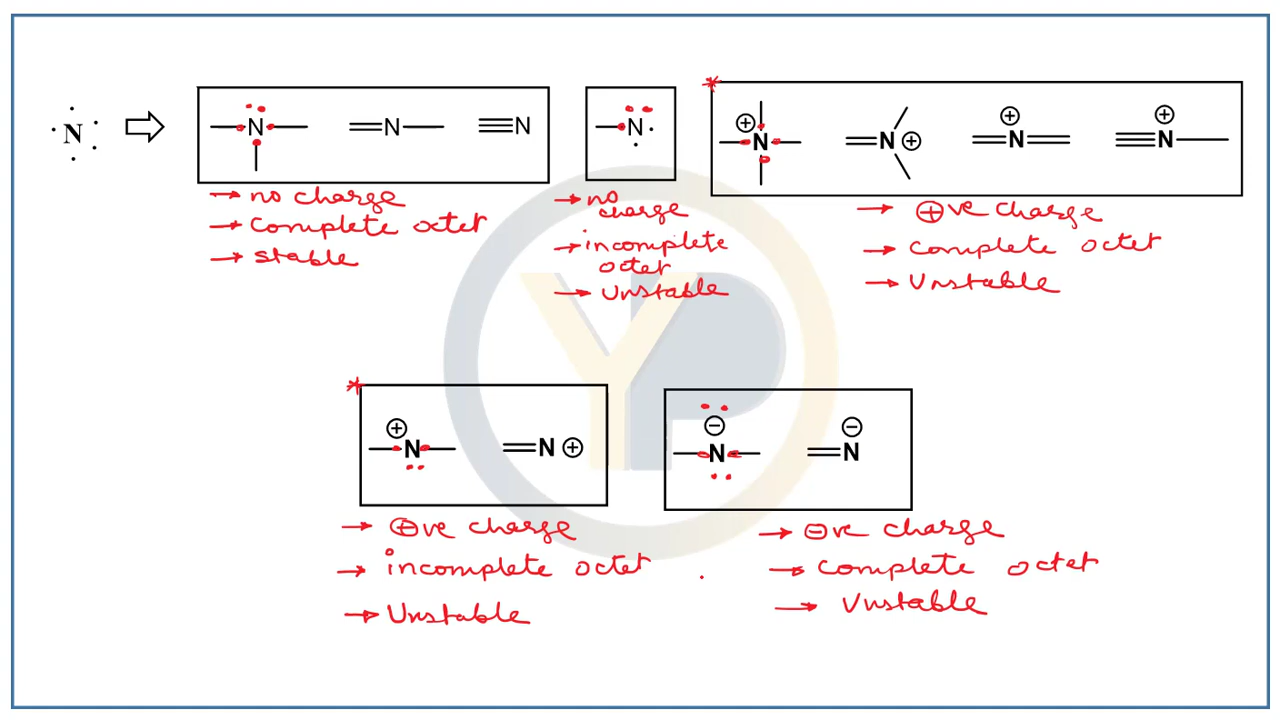 N
N
=N
≡N
N
⊕
N
=N⊕
⊕
=N=
⊕
≡N
→ no charge
→ Complete octet
→ stable
→ no
charge
→ incomplete
octet
→ Unstable
→ ⊕ve charge
→ Complete octet
→ Unstable
⊕
N
=N⊕
⊖
N
⊖
=N
→ ⊕ve charge
→ incomplete octet
→ Unstable
→ ⊖ve charge
→ complete octet
→ Unstable
YP